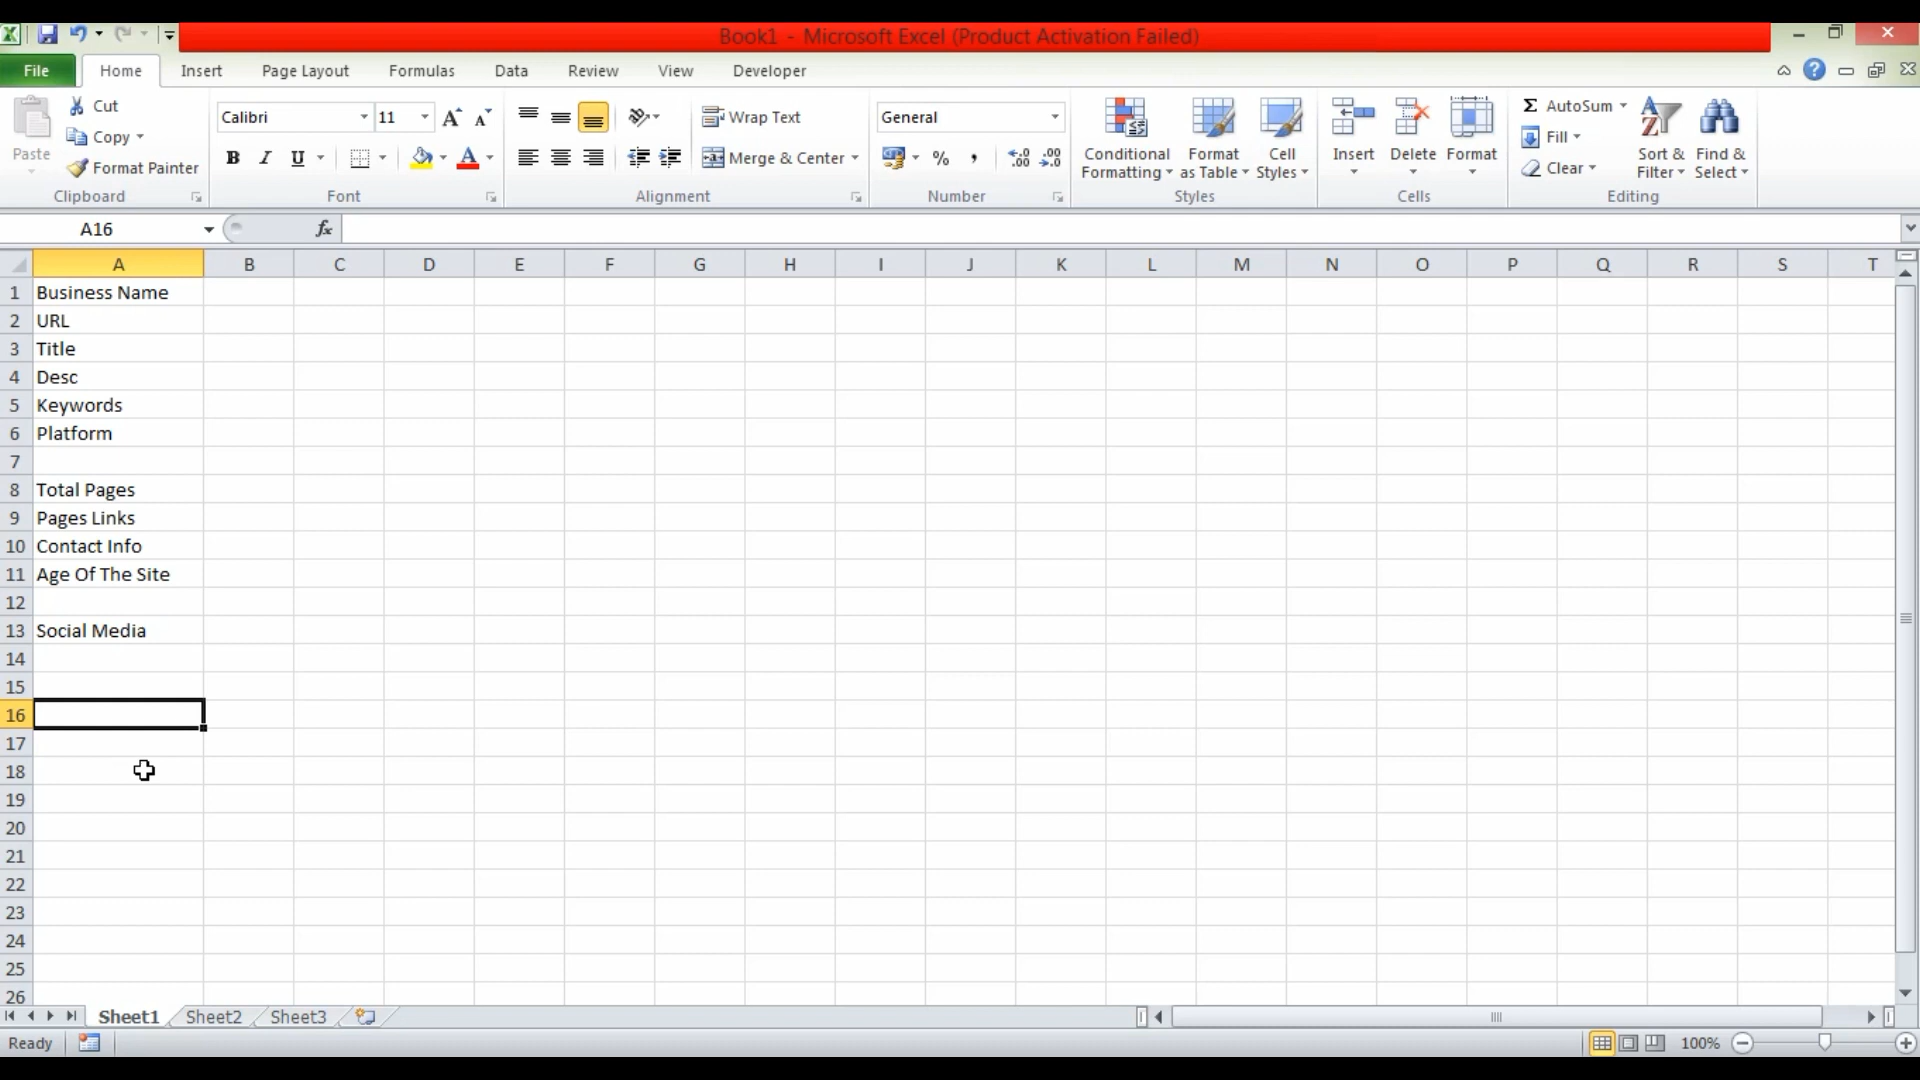 Book1 - Microsoft Excel (Product Activation Failed)
File Home Insert Page Layout Formulas Data Review View Developer
Paste Cut Copy Format Painter Clipboard
Calibri 11 B I U A A A Font
Wrap Text Merge & Center Alignment
General % , .00 .00 Number
Conditional Formatting Format as Table Cell Styles Styles
Insert Delete Format Cells
Σ AutoSum Fill Clear Sort & Filter Find & Select Editing
A16 fx
A B C D E F G H I J K L M N O P Q R S T
1 Business Name
2 URL
3 Title
4 Desc
5 Keywords
6 Platform
7
8 Total Pages
9 Pages Links
10 Contact Info
11 Age Of The Site
12
13 Social Media
14
15
16
17
18
19
20
21
22
23
24
25
26
Sheet1 Sheet2 Sheet3
Ready 100%